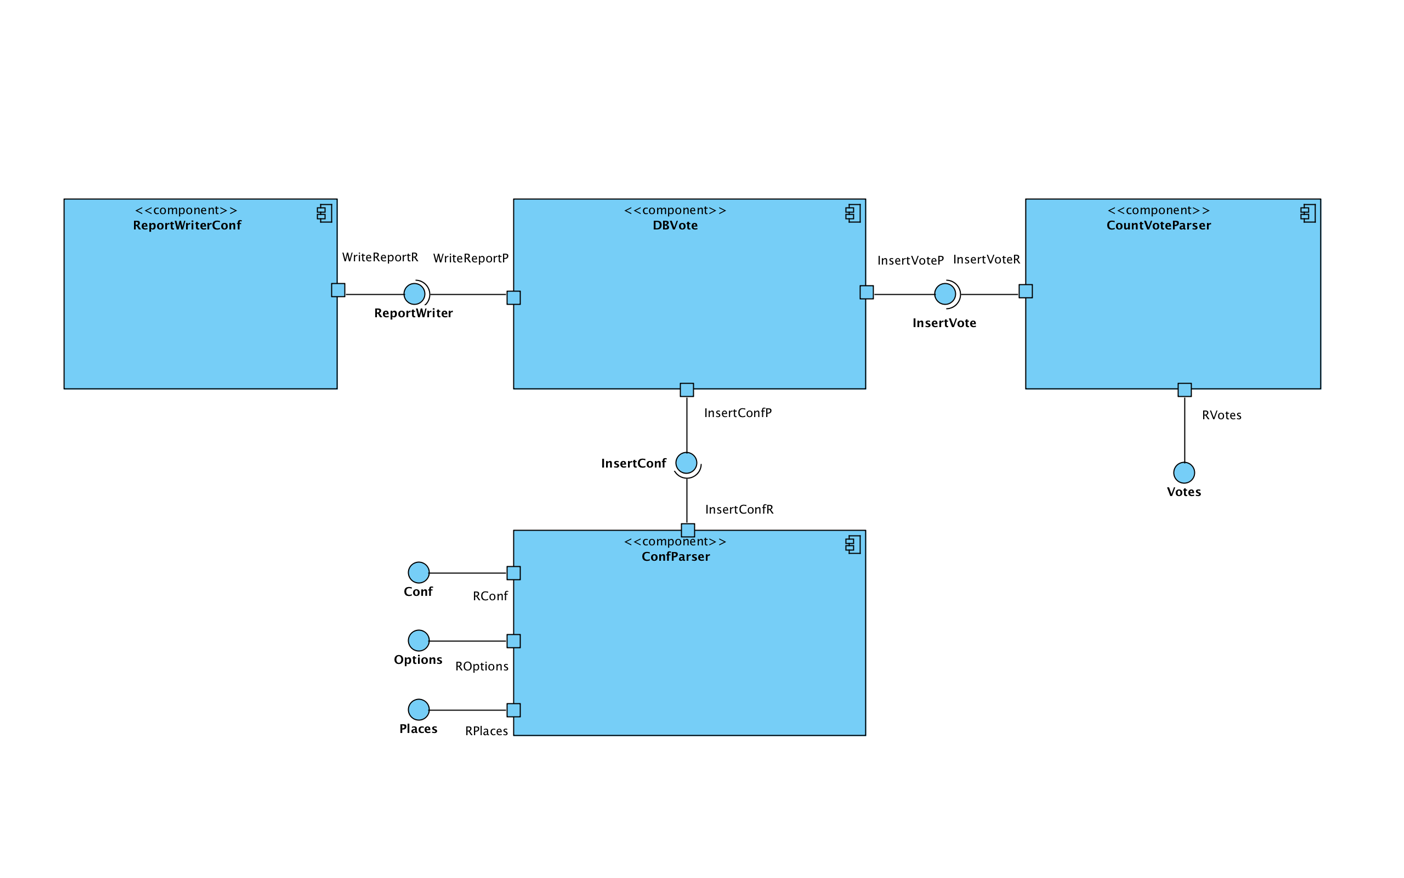 <<component>>
ReportWriterConf
<<component>>
DBVote
<<component>>
CountVoteParser
WriteReportR
WriteReportP
ReportWriter
InsertVoteP
InsertVoteR
InsertVote
InsertConfP
InsertConf
InsertConfR
RVotes
Votes
<<component>>
ConfParser
Conf
RConf
Options
ROptions
Places
RPlaces